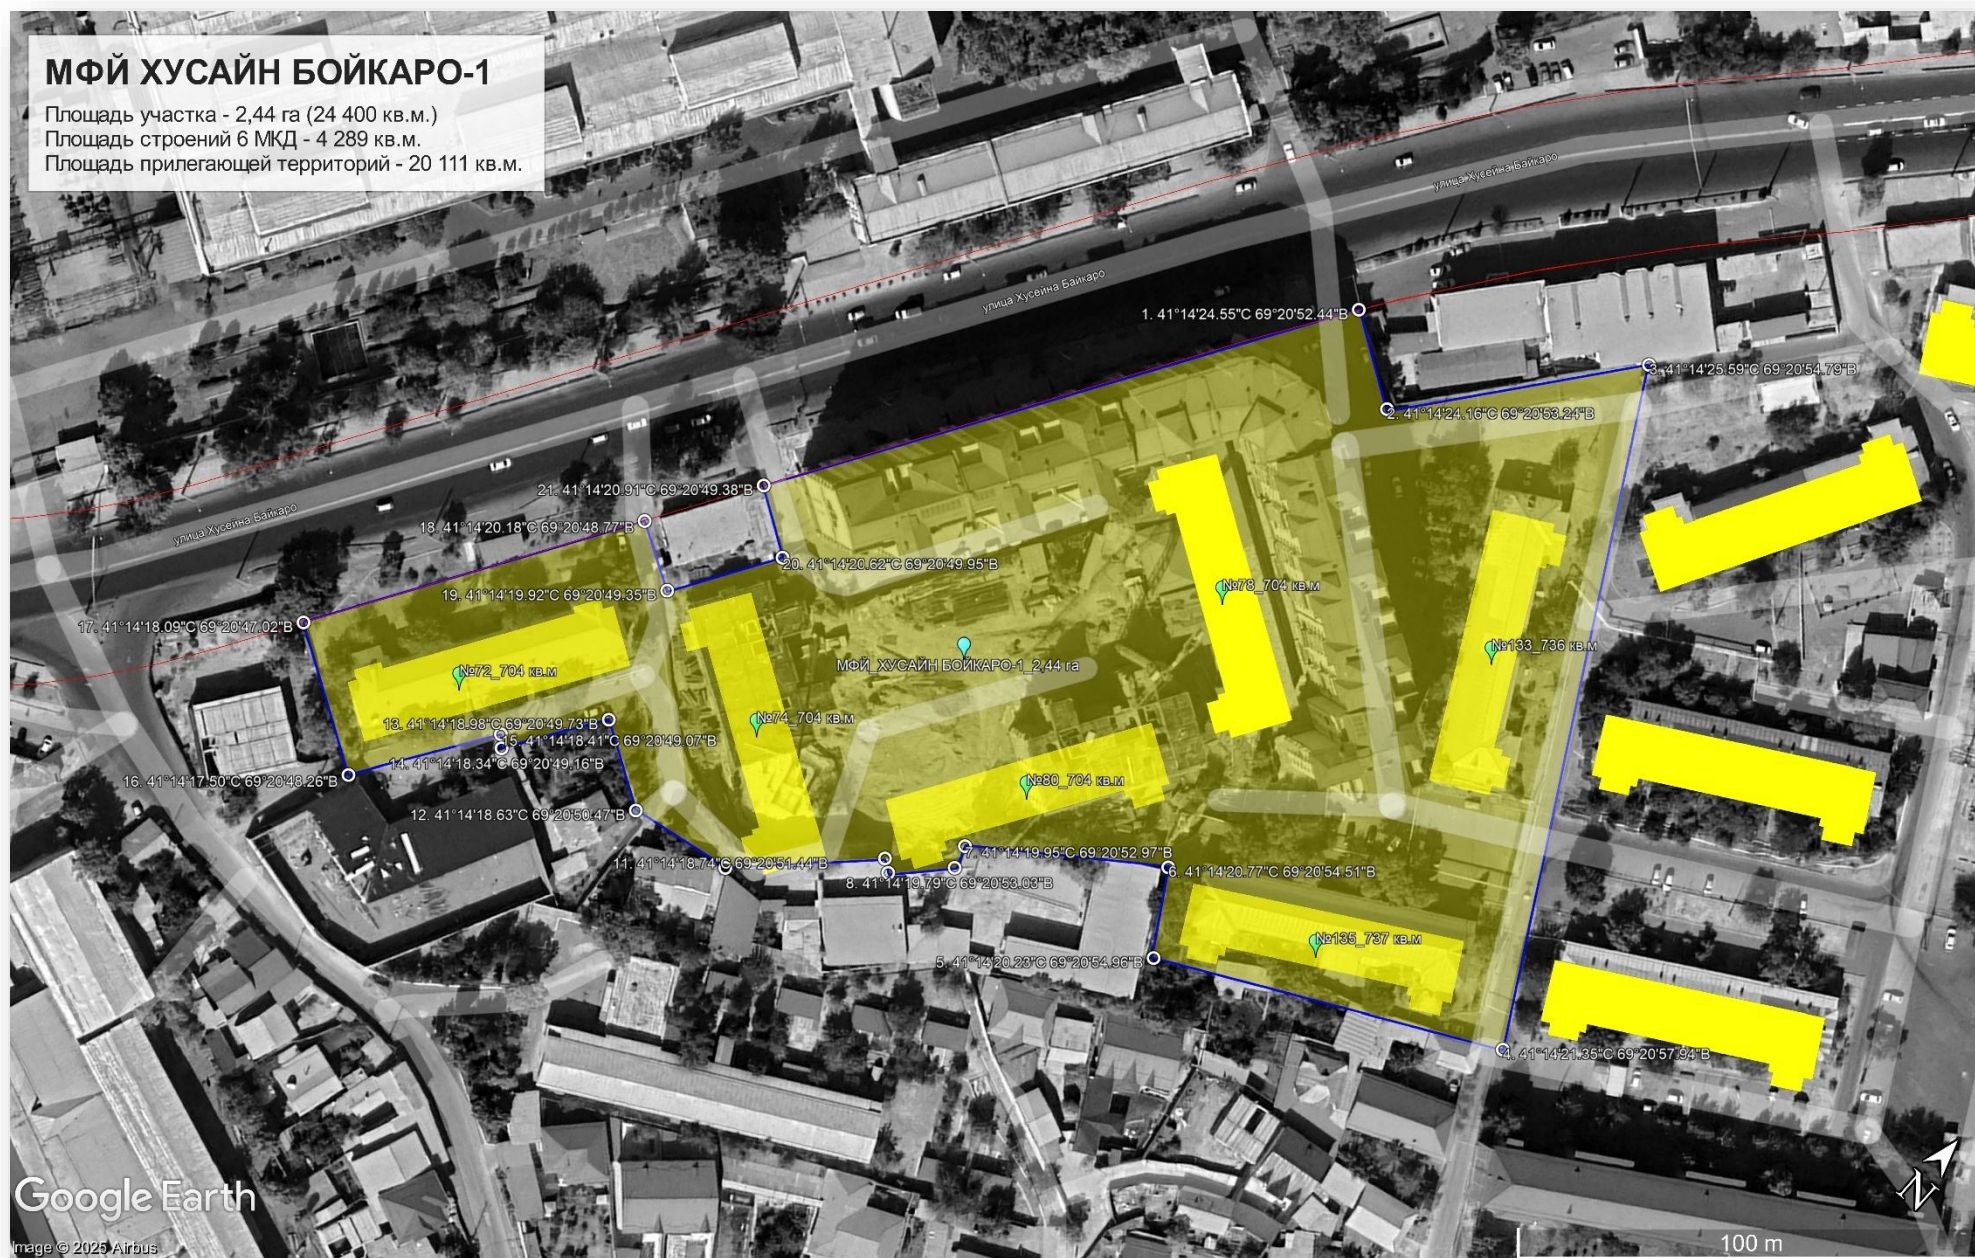 МФЙ ХУСАЙН БОЙКАРО-1
Площадь участка - 2,44 га (24 400 кв.м.)
Площадь строений 6 МКД - 4 289 кв.м.
Площадь прилегающей территорий - 20 111 кв.м.
улица Хусейна Байкаро
улица Хусейна Байкаро
1. 41°14'24.55"С 69°20'52.44"В
3. 41°14'25.59"С 69°20'54.79"В
2. 41°14'24.16"С 69°20'53.24"В
21. 41°14'20.91"С 69°20'49.38"В
улица Хусейна Байкаро
18. 41°14'20.18"С 69°20'48.77"В
20. 41°14'20.62"С 69°20'49.95"В
19. 41°14'19.92"С 69°20'49.35"В
№78_704 кв.м
17. 41°14'18.09"С 69°20'47.02"В
№133_736 кв.м
МФЙ_ХУСАЙН БОЙКАРО-1_2,44 га
№72_704 кв.м
№74_704 кв.м
13. 41°14'18.98"С 69°20'49.73"В
15. 41°14'18.41"С 69°20'49.07"В
14. 41°14'18.34"С 69°20'49.16"В
16. 41°14'17.50"С 69°20'48.26"В
№80_704 кв.м
12. 41°14'18.63"С 69°20'50.47"В
7. 41°14'19.95"С 69°20'52.97"В
11. 41°14'18.74"С 69°20'51.44"В
6. 41°14'20.77"С 69°20'54.51"В
8. 41°14'19.79"С 69°20'53.03"В
№135_737 кв.м
5. 41°14'20.23"С 69°20'54.96"В
4. 41°14'21.35"С 69°20'57.94"В
Google Earth
N
100 m
Image © 2025 Airbus